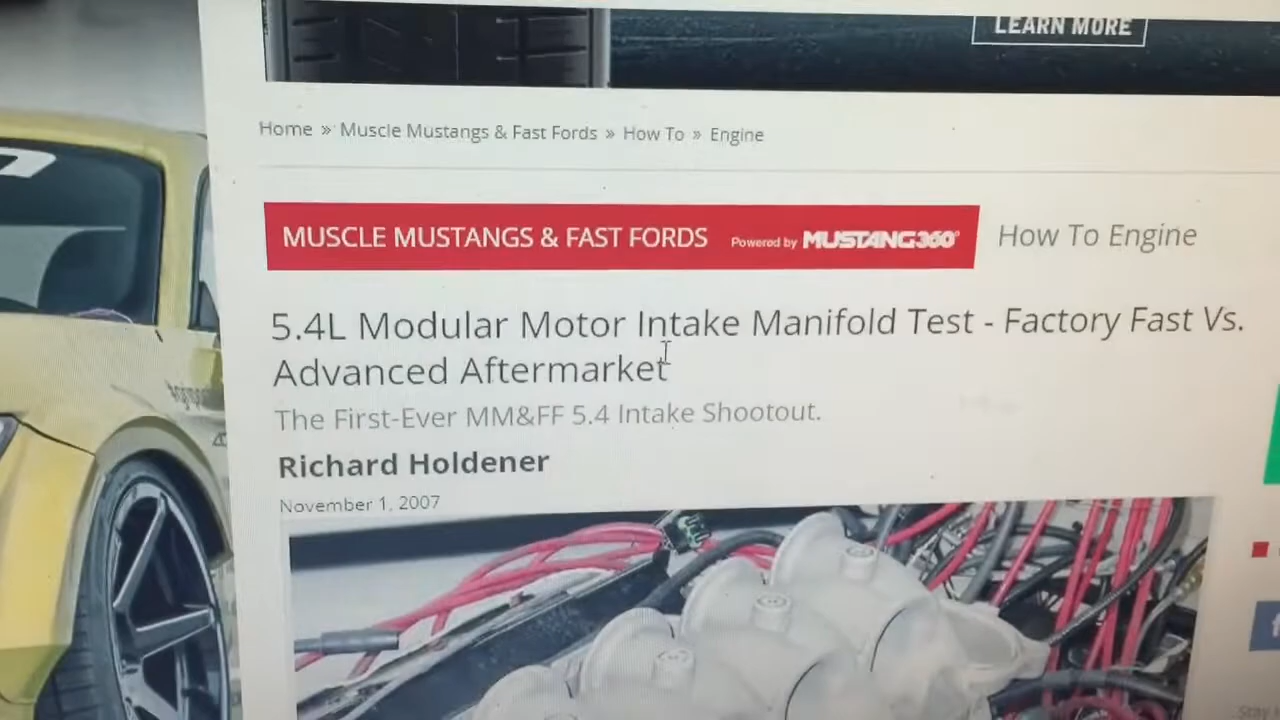 LEARN MORE
Home » Muscle Mustangs & Fast Fords » How To » Engine
MUSCLE MUSTANGS & FAST FORDS Powered by MUSTANG360° How To Engine
5.4L Modular Motor Intake Manifold Test - Factory Fast Vs.
Advanced Aftermarket
The First-Ever MM&FF 5.4 Intake Shootout.
Richard Holdener
November 1, 2007